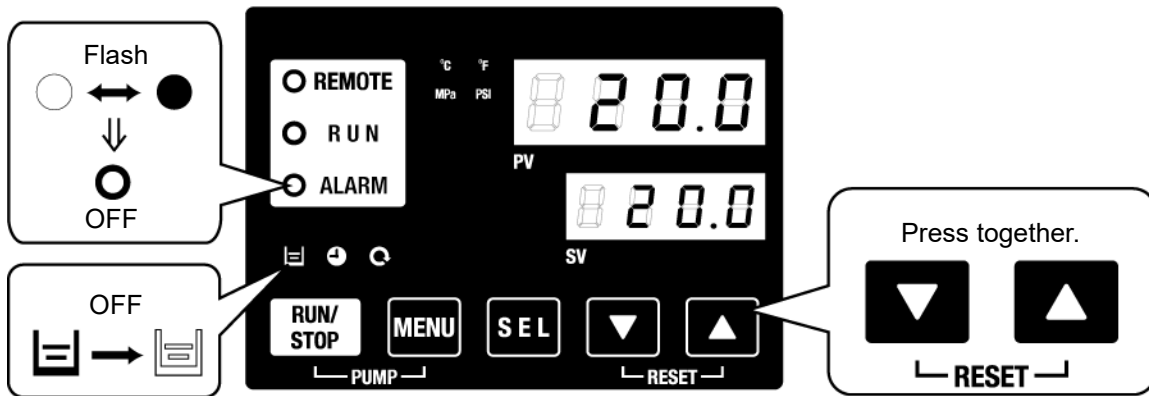 Flash
OFF
OFF
REMOTE
RUN
ALARM
°C °F
MPa PSI
20.0
PV
20.0
SV
RUN/
STOP
MENU
SEL
PUMP
RESET
Press together.
RESET